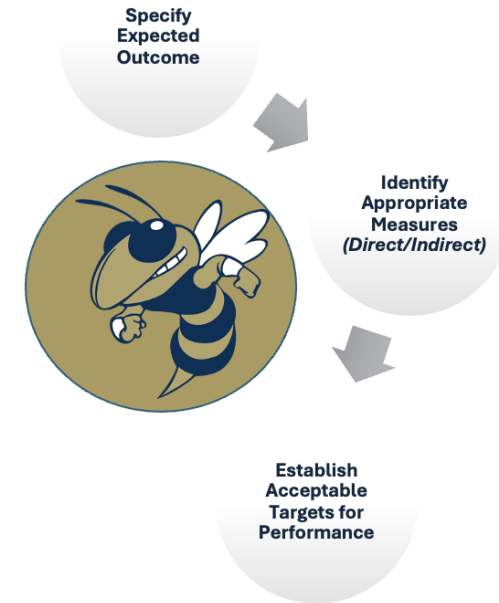 Specify
Expected
Outcome
Identify
Appropriate
Measures
(Direct/Indirect)
Establish
Acceptable
Targets for
Performance